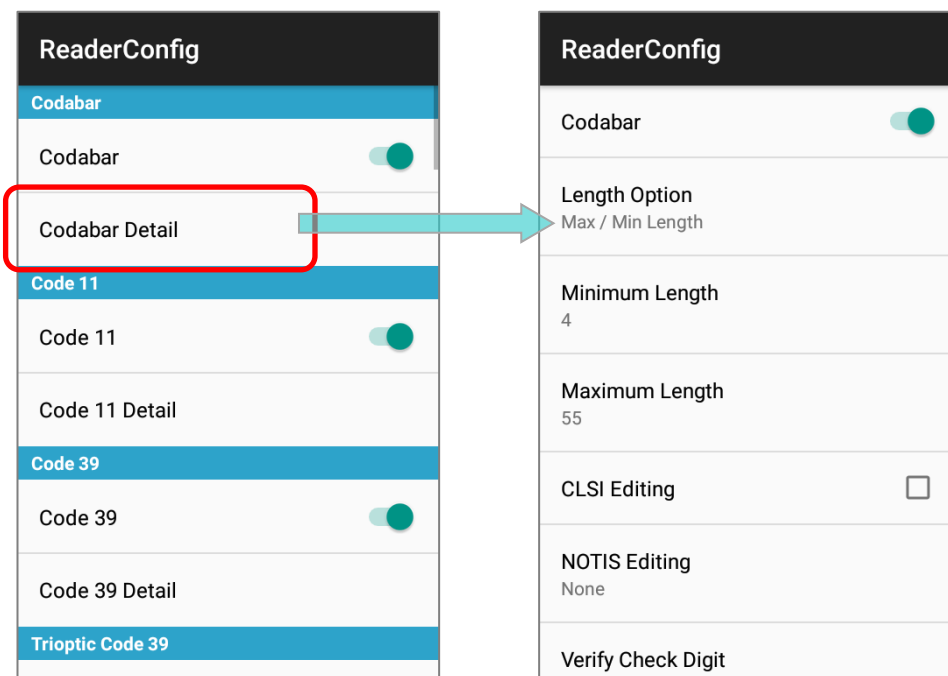 ReaderConfig
Codabar
Codabar
Codabar Detail
Code 11
Code 11
Code 11 Detail
Code 39
Code 39
Code 39 Detail
Trioptic Code 39
ReaderConfig
Codabar
Length Option
Max / Min Length
Minimum Length
4
Maximum Length
55
CLSI Editing
NOTIS Editing
None
Verify Check Digit